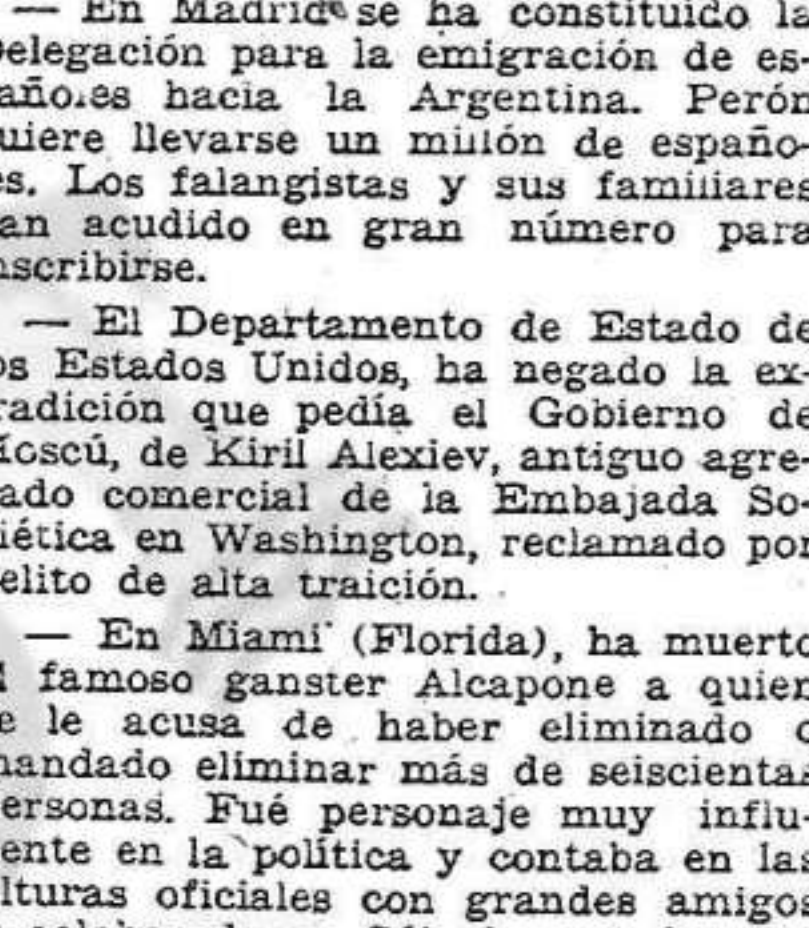 — En Madrid se ha constituido la
elegación para la emigración de es-
añoles hacia la Argentina. Perón
uiere llevarse un millón de españo-
es. Los falangistas y sus familiares
an acudido en gran número para
nscribirse.
— El Departamento de Estado de
os Estados Unidos, ha negado la ex-
radición que pedía el Gobierno de
Moscú, de Kiril Alexiev, antiguo agre-
ado comercial de la Embajada So-
iética en Washington, reclamado por
elito de alta traición.
— En Miami (Florida), ha muerto
l famoso ganster Alcapone a quien
e le acusa de haber eliminado o
andado eliminar más de seiscientas
ersonas. Fué personaje muy influ-
ente en la política y contaba en las
lturas oficiales con grandes amigos